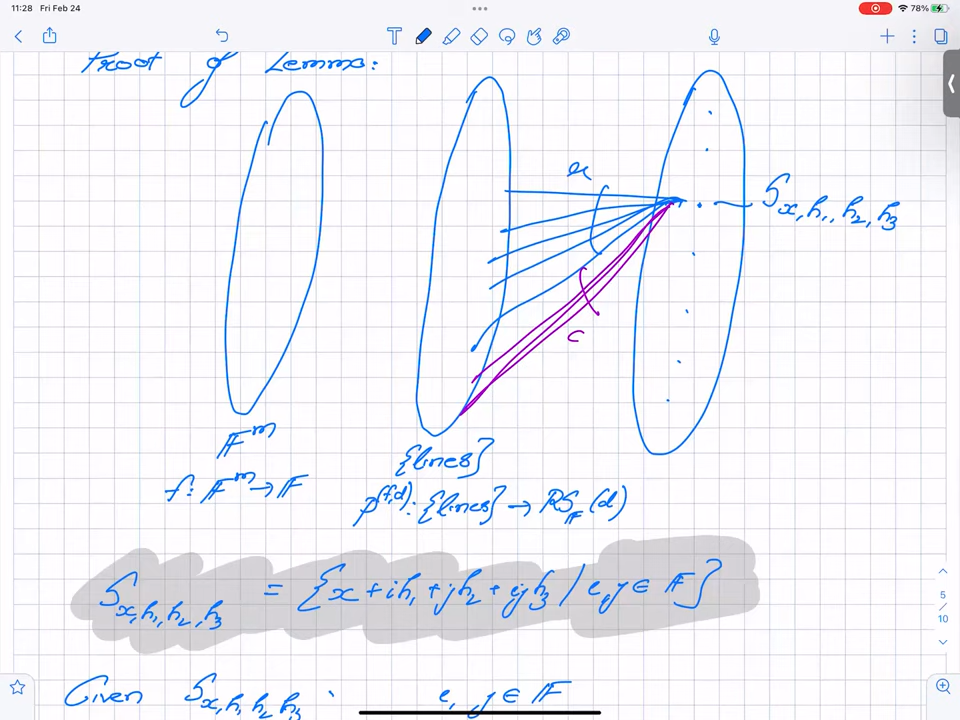 11:28 Fri Feb 24
78%
T
Proof of Lemma:
r
S_{x,h_1,h_2,h_3}
c
F^m
{lines}
f: F^m → F
p^{(f,d)}: {lines} → RS_F(d)
S_{x,h_1,h_2,h_3} = {x + ih_1 + jh_2 + ijh_3 / i, j ∈ F}
5
/
10
Given S_{x,h_1,h_2,h_3} , i, j ∈ F